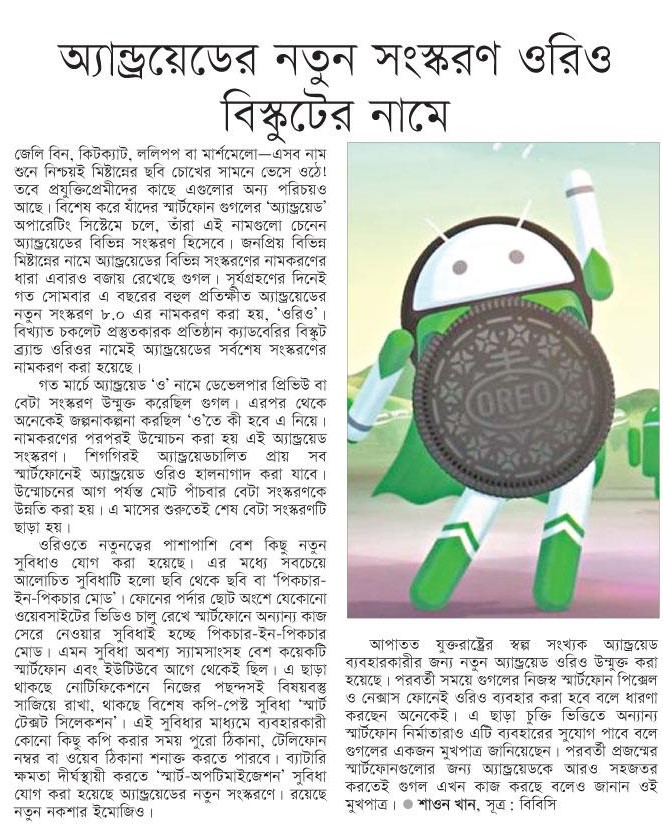 অ্যান্ড্রয়েডের নতুন সংস্করণ ওরিও
বিস্কুটের নামে
জেলি বিন, কিটক্যাট, ললিপপ বা মার্শমেলো—এসব নাম
শুনে নিশ্চয়ই মিষ্টান্নের ছবি চোখের সামনে ভেসে ওঠে!
তবে প্রযুক্তিপ্রেমীদের কাছে এগুলোর অন্য পরিচয়ও
আছে। বিশেষ করে যাঁদের স্মার্টফোন গুগলের ‘অ্যান্ড্রয়েড’
অপারেটিং সিস্টেমে চলে, তাঁরা এই নামগুলো চেনেন
অ্যান্ড্রয়েডের বিভিন্ন সংস্করণ হিসেবে। জনপ্রিয় বিভিন্ন
মিষ্টান্নের নামে অ্যান্ড্রয়েডের বিভিন্ন সংস্করণের নামকরণের
ধারা এবারও বজায় রেখেছে গুগল। সূর্যগ্রহণের দিনেই
গত সোমবার এ বছরের বহুল প্রতিক্ষীত অ্যান্ড্রয়েডের
নতুন সংস্করণ ৮.০ এর নামকরণ করা হয়, ‘ওরিও’।
বিখ্যাত চকলেট প্রস্তুতকারক প্রতিষ্ঠান ক্যাডবেরির বিস্কুট
ব্র্যান্ড ওরিওর নামেই অ্যান্ড্রয়েডের সর্বশেষ সংস্করণের
নামকরণ করা হয়েছে।
গত মার্চে অ্যান্ড্রয়েড ‘ও’ নামে ডেভেলপার প্রিভিউ বা
বেটা সংস্করণ উন্মুক্ত করেছিল গুগল। এরপর থেকে
অনেকেই জল্পনাকল্পনা করছিল ‘ও’তে কী হবে এ নিয়ে।
নামকরণের পরপরই উন্মোচন করা হয় এই অ্যান্ড্রয়েড
সংস্করণ। শিগগিরই অ্যান্ড্রয়েডচালিত প্রায় সব
স্মার্টফোনেই অ্যান্ড্রয়েড ওরিও হালনাগাদ করা যাবে।
উন্মোচনের আগ পর্যন্ত মোট পাঁচবার বেটা সংস্করণকে
উন্নতি করা হয়। এ মাসের শুরুতেই শেষ বেটা সংস্করণটি
ছাড়া হয়।
ওরিওতে নতুনত্বের পাশাপাশি বেশ কিছু নতুন
সুবিধাও যোগ করা হয়েছে। এর মধ্যে সবচেয়ে
আলোচিত সুবিধাটি হলো ছবি থেকে ছবি বা ‘পিকচার-
ইন-পিকচার মোড’। ফোনের পর্দার ছোট অংশে যেকোনো
ওয়েবসাইটের ভিডিও চালু রেখে স্মার্টফোনে অন্যান্য কাজ
সেরে নেওয়ার সুবিধাই হচ্ছে পিকচার-ইন-পিকচার
মোড। এমন সুবিধা অবশ্য স্যামসাংসহ বেশ কয়েকটি
স্মার্টফোন এবং ইউটিউবে আগে থেকেই ছিল। এ ছাড়া
থাকছে নোটিফিকেশনে নিজের পছন্দসই বিষয়বস্তু
সাজিয়ে রাখা, থাকছে বিশেষ কপি-পেস্ট সুবিধা ‘স্মার্ট
টেক্সট সিলেকশন’। এই সুবিধার মাধ্যমে ব্যবহারকারী
কোনো কিছু কপি করার সময় পুরো ঠিকানা, টেলিফোন
নম্বর বা ওয়েব ঠিকানা শনাক্ত করতে পারবে। ব্যাটারি
ক্ষমতা দীর্ঘস্থায়ী করতে ‘স্মার্ট-অপটিমাইজেশন’ সুবিধা
যোগ করা হয়েছে অ্যান্ড্রয়েডের নতুন সংস্করণে। রয়েছে
নতুন নকশার ইমোজিও।
OREO
আপাতত যুক্তরাষ্ট্রের স্বল্প সংখ্যক অ্যান্ড্রয়েড
ব্যবহারকারীর জন্য নতুন অ্যান্ড্রয়েড ওরিও উন্মুক্ত করা
হয়েছে। পরবর্তী সময়ে গুগলের নিজস্ব স্মার্টফোন পিক্সেল
ও নেক্সাস ফোনেই ওরিও ব্যবহার করা হবে বলে ধারণা
করছেন অনেকেই। এ ছাড়া চুক্তি ভিত্তিতে অন্যান্য
স্মার্টফোন নির্মাতারাও এটি ব্যবহারের সুযোগ পাবে বলে
গুগলের একজন মুখপাত্র জানিয়েছেন। পরবর্তী প্রজন্মের
স্মার্টফোনগুলোর জন্য অ্যান্ড্রয়েডকে আরও সহজতর
করতেই গুগল এখন কাজ করছে বলেও জানান ওই
মুখপাত্র। ● শাওন খান, সূত্র : বিবিসি